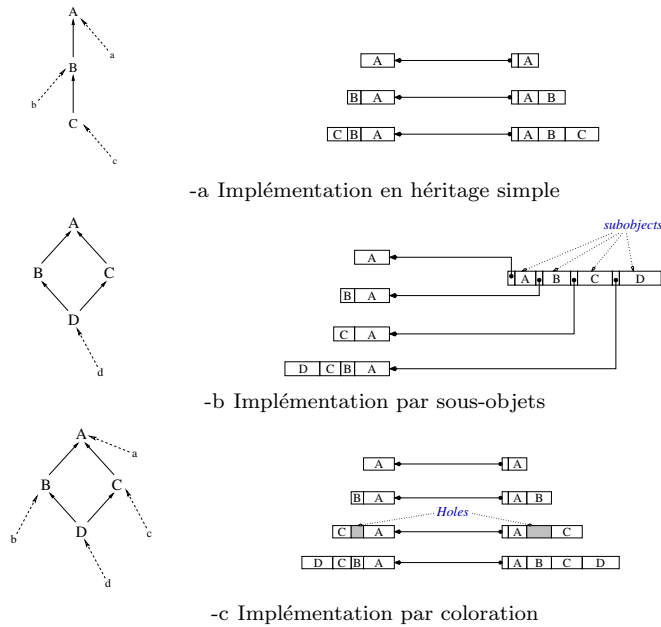 A
a
B
b
C
c
A A
B A A B
C B A A B C
-a Implémentation en héritage simple
A
B C
D
d
subobjects
A
A B C D
B A
C A
D C B A
-b Implémentation par sous-objets
A
a
B C
b
c
D
d
A A
B A A B
Holes
C A A C
D C B A A B C D
-c Implémentation par coloration